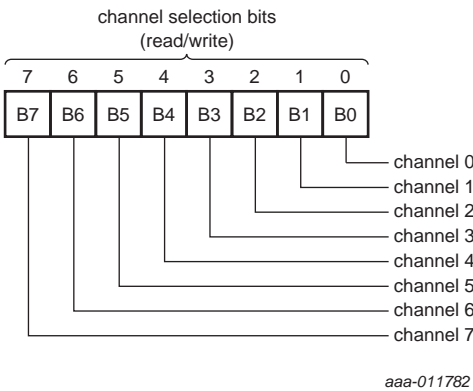 channel selection bits
(read/write)
7 6 5 4 3 2 1 0
B7 B6 B5 B4 B3 B2 B1 B0
channel 0
channel 1
channel 2
channel 3
channel 4
channel 5
channel 6
channel 7
aaa-011782